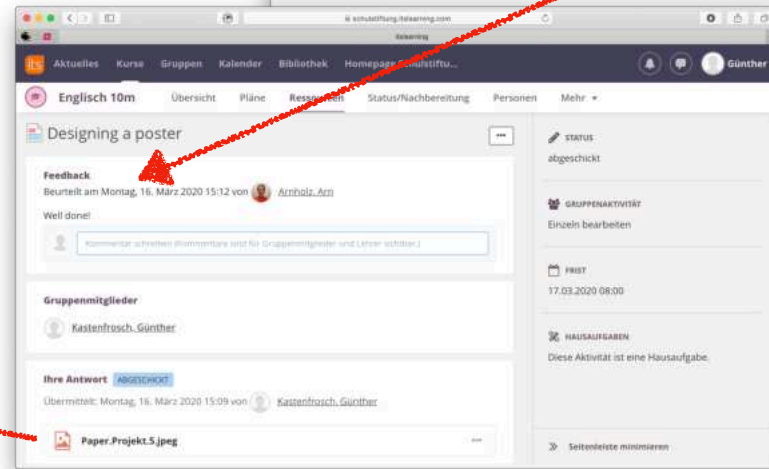 schulstiftung.itslearning.com
itslearning
its Aktuelles Kurse Gruppen Kalender Bibliothek Homepage Schulstiftu... Günther
Englisch 10m Übersicht Pläne Ressourcen Status/Nachbereitung Personen Mehr
Designing a poster
Feedback
Beurteilt am Montag, 16. März 2020 15:12 von Arnholz, Arn
Well done!
Kommentar schreiben (Kommentare sind für Gruppenmitglieder und Lehrer sichtbar.)
Gruppenmitglieder
Kastenfrosch, Günther
Ihre Antwort ABGESCHICKT
Übermittelt: Montag, 16. März 2020 15:09 von Kastenfrosch, Günther
Paper.Projekt.5.jpeg
STATUS
abgeschickt
GRUPPENAKTIVITÄT
Einzeln bearbeiten
FRIST
17.03.2020 08:00
HAUSAUFGABEN
Diese Aktivität ist eine Hausaufgabe.
Seitenleiste minimieren